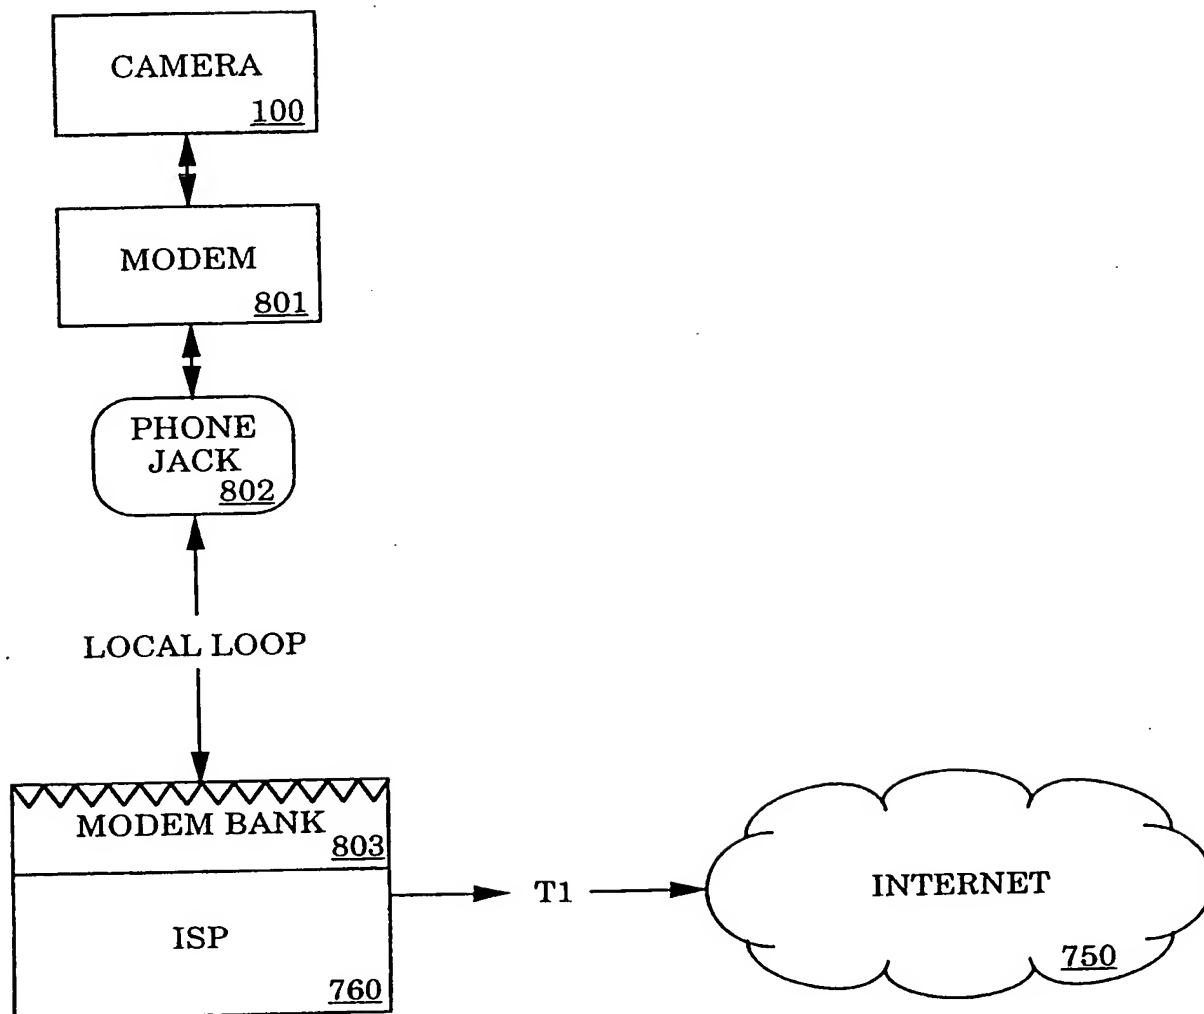 CAMERA
100
MODEM
801
PHONE
JACK
802
LOCAL LOOP
MODEM BANK
803
ISP
760
T1
INTERNET
750